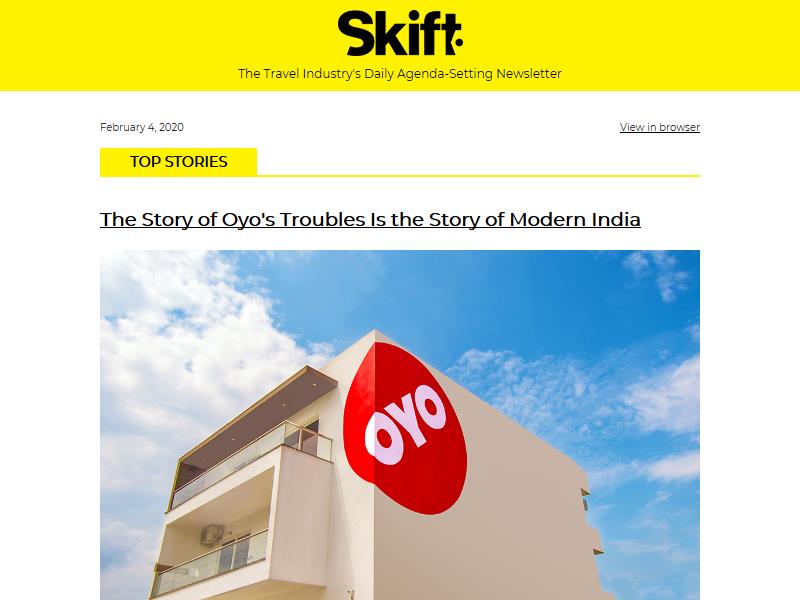 Skift
The Travel Industry's Daily Agenda-Setting Newsletter
February 4, 2020
View in browser
TOP STORIES
The Story of Oyo's Troubles Is the Story of Modern India
OYO